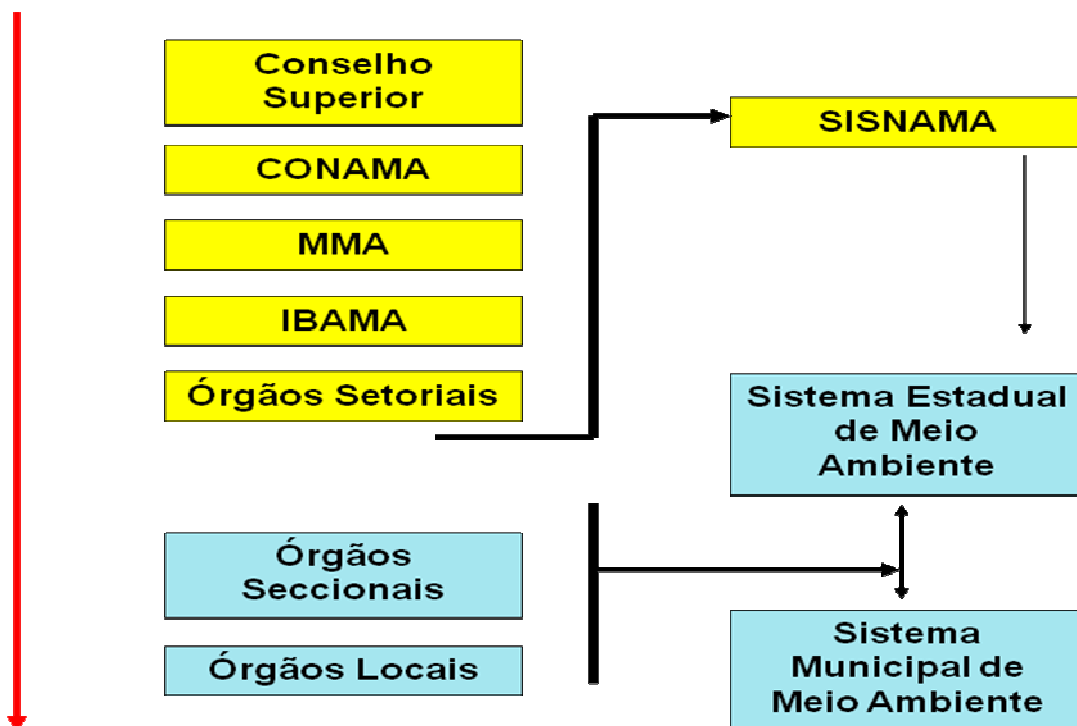 Conselho
Superior
CONAMA
MMA
IBAMA
Órgãos Setoriais
Órgãos
Seccionais
Órgãos Locais
SISNAMA
Sistema Estadual
de Meio
Ambiente
Sistema
Municipal de
Meio Ambiente